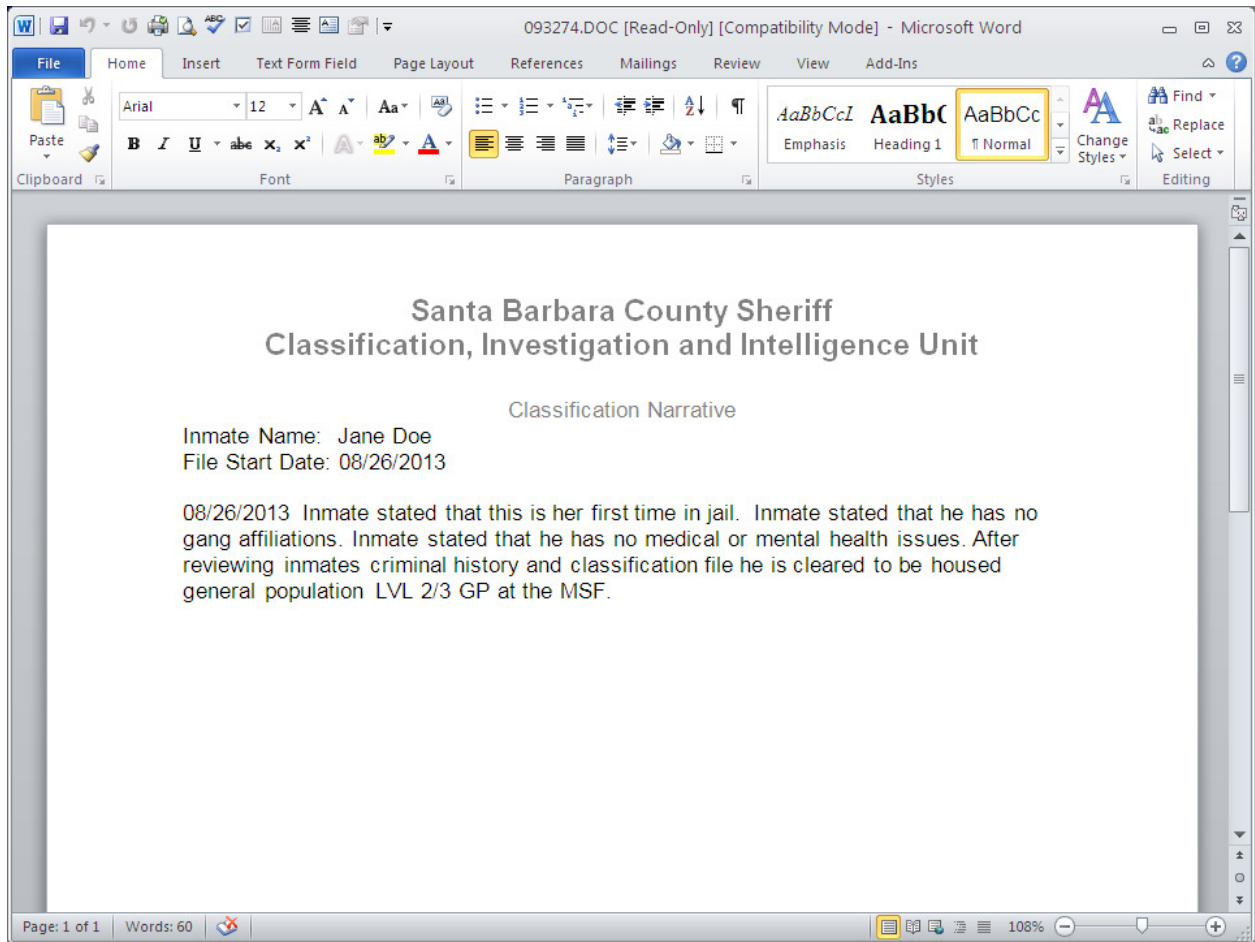 093274.DOC [Read-Only] [Compatibility Mode] - Microsoft Word
File Home Insert Text Form Field Page Layout References Mailings Review View Add-Ins
Arial 12 Aa
Paste
B I U abc x₂ x² A ab A
AaBbCcI AaBb( AaBbCc
Emphasis Heading 1 ¶ Normal
Change Styles
Find
Replace
Select
Clipboard Font Paragraph Styles Editing
Santa Barbara County Sheriff
Classification, Investigation and Intelligence Unit
Classification Narrative
Inmate Name: Jane Doe
File Start Date: 08/26/2013
08/26/2013 Inmate stated that this is her first time in jail. Inmate stated that he has no
gang affiliations. Inmate stated that he has no medical or mental health issues. After
reviewing inmates criminal history and classification file he is cleared to be housed
general population LVL 2/3 GP at the MSF.
Page: 1 of 1 Words: 60 108%